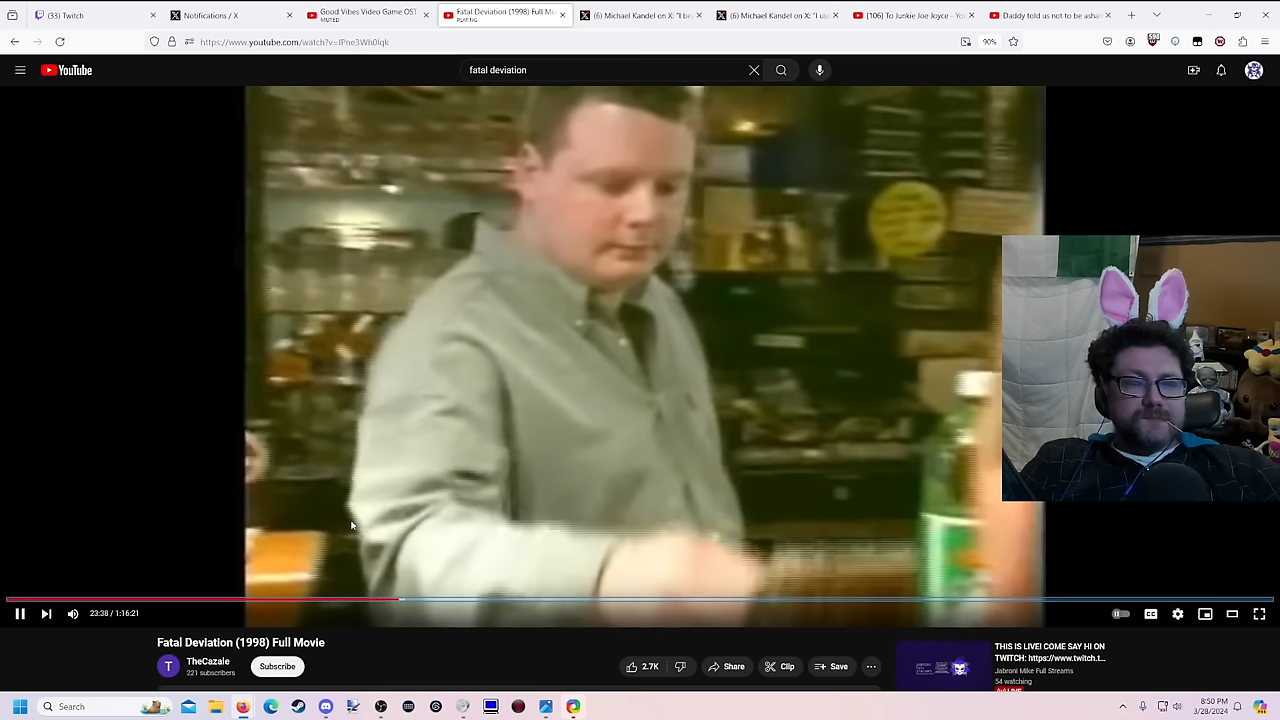 (33) Twitch
Notifications / X
Good Vibes Video Game OST
MUTED
Fatal Deviation (1998) Full Mo
PLAYING
(6) Michael Kandel on X: "I be
(6) Michael Kandel on X: "I use
[106] To Junkie Joe Joyce - Yo
Daddy told us not to be asha
https://www.youtube.com/watch?v=IPne3Wh0lqk
90%
YouTube
fatal deviation
23:38 / 1:16:21
CC
Fatal Deviation (1998) Full Movie
T
TheCazale
221 subscribers
Subscribe
2.7K
Share
Clip
Save
THIS IS LIVE! COME SAY HI ON
TWITCH: https://www.twitch.t...
Jabroni Mike Full Streams
54 watching
LIVE
Search
8:50 PM
3/28/2024